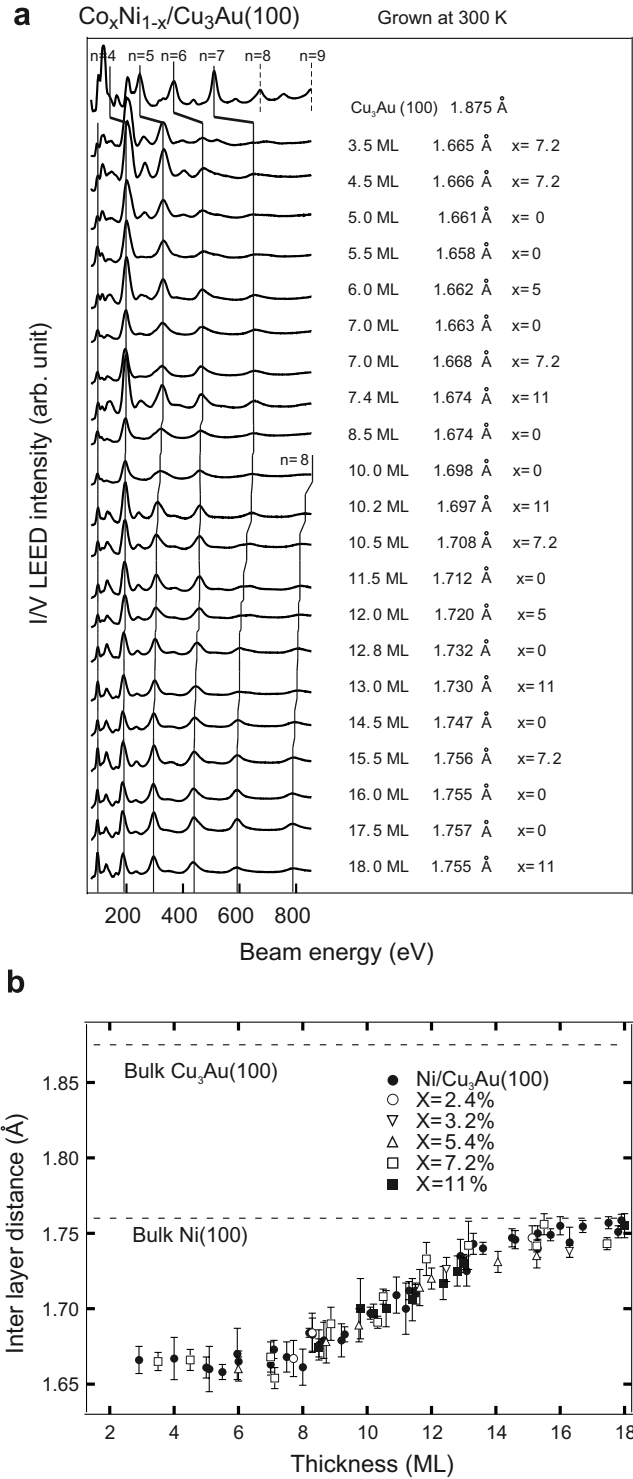 a
CoxNi1-x/Cu3Au(100) Grown at 300 K
n=4 n=5 n=6 n=7 n=8 n=9
Cu3Au (100) 1.875 Å
3.5 ML 1.665 Å x= 7.2
4.5 ML 1.666 Å x= 7.2
5.0 ML 1.661 Å x= 0
5.5 ML 1.658 Å x=0
6.0 ML 1.662 Å x=5
7.0 ML 1.663 Å x=0
7.0 ML 1.668 Å x= 7.2
7.4 ML 1.674 Å x=11
8.5 ML 1.674 Å x=0
n= 8
10.0 ML 1.698 Å x=0
10.2 ML 1.697 Å x=11
10.5 ML 1.708 Å x=7.2
11.5 ML 1.712 Å x=0
12.0 ML 1.720 Å x=5
12.8 ML 1.732 Å x=0
13.0 ML 1.730 Å x=11
14.5 ML 1.747 Å x=0
15.5 ML 1.756 Å x=7.2
16.0 ML 1.755 Å x=0
17.5 ML 1.757 Å x=0
18.0 ML 1.755 Å x=11
I/V LEED intensity (arb. unit)
200 400 600 800
Beam energy (eV)
b
Bulk Cu3Au(100)
Ni/Cu3Au(100)
X=2.4%
X=3.2%
X=5.4%
X=7.2%
X=11%
Bulk Ni(100)
1.85
1.80
1.75
1.70
1.65
Inter layer distance (Å)
2 4 6 8 10 12 14 16 18
Thickness (ML)